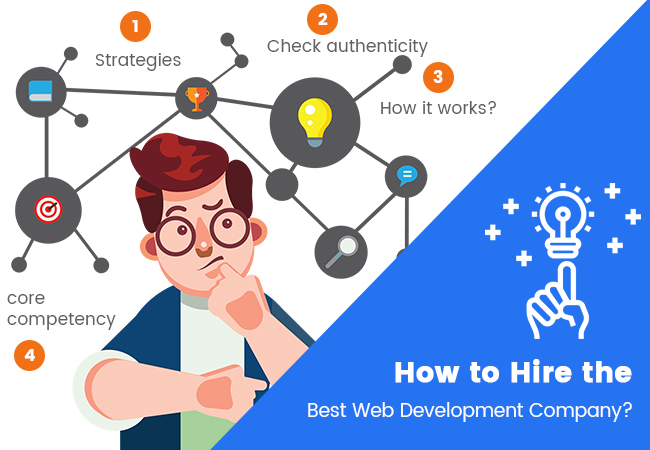 1
Strategies
2
Check authenticity
3
How it works?
core
competency
4
How to Hire the
Best Web Development Company?